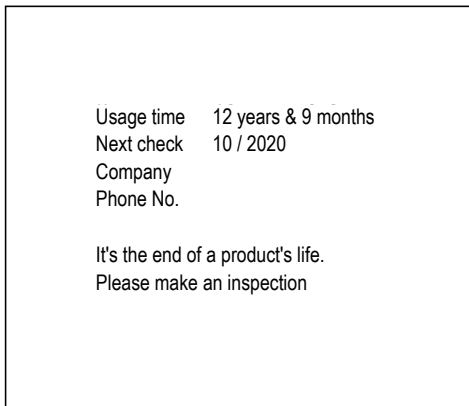 Usage time 12 years & 9 months
Next check 10 / 2020
Company
Phone No.
It's the end of a product's life.
Please make an inspection